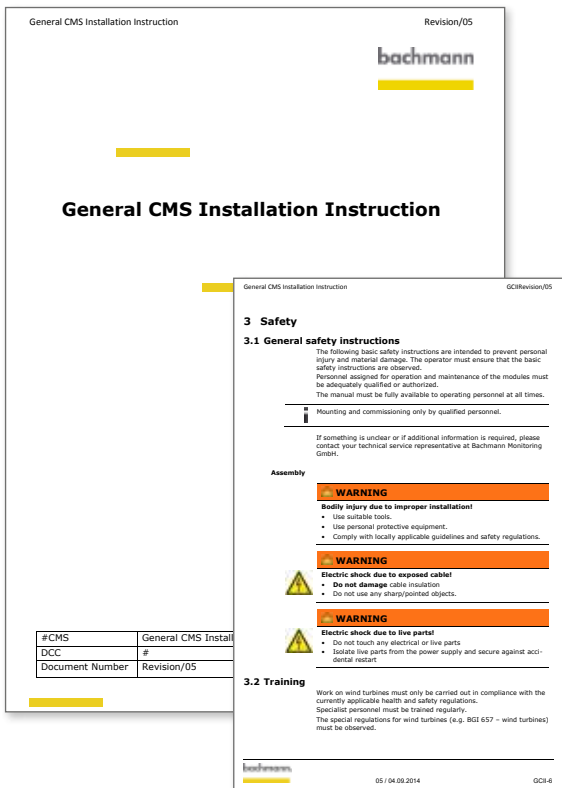 General CMS Installation Instruction
Revision/05
bachmann
General CMS Installation Instruction
#CMS
General CMS Install
DCC
#
Document Number
Revision/05
General CMS Installation Instruction
GCIIRevision/05
3 Safety
3.1 General safety instructions
The following basic safety instructions are intended to prevent personal
injury and material damage. The operator must ensure that the basic
safety instructions are observed.
Personnel assigned for operation and maintenance of the modules must
be adequately qualified or authorized.
The manual must be fully available to operating personnel at all times.
i
Mounting and commissioning only by qualified personnel.
If something is unclear or if additional information is required, please
contact your technical service representative at Bachmann Monitoring
GmbH.
Assembly
WARNING
Bodily injury due to improper installation!
• Use suitable tools.
• Use personal protective equipment.
• Comply with locally applicable guidelines and safety regulations.
WARNING
Electric shock due to exposed cable!
• Do not damage cable insulation
• Do not use any sharp/pointed objects.
WARNING
Electric shock due to live parts!
• Do not touch any electrical or live parts
• Isolate live parts from the power supply and secure against acci-
dental restart
3.2 Training
Work on wind turbines must only be carried out in compliance with the
currently applicable health and safety regulations.
Specialist personnel must be trained regularly.
The special regulations for wind turbines (e.g. BGI 657 – wind turbines)
must be observed.
bachmann.
05 / 04.09.2014
GCII-6